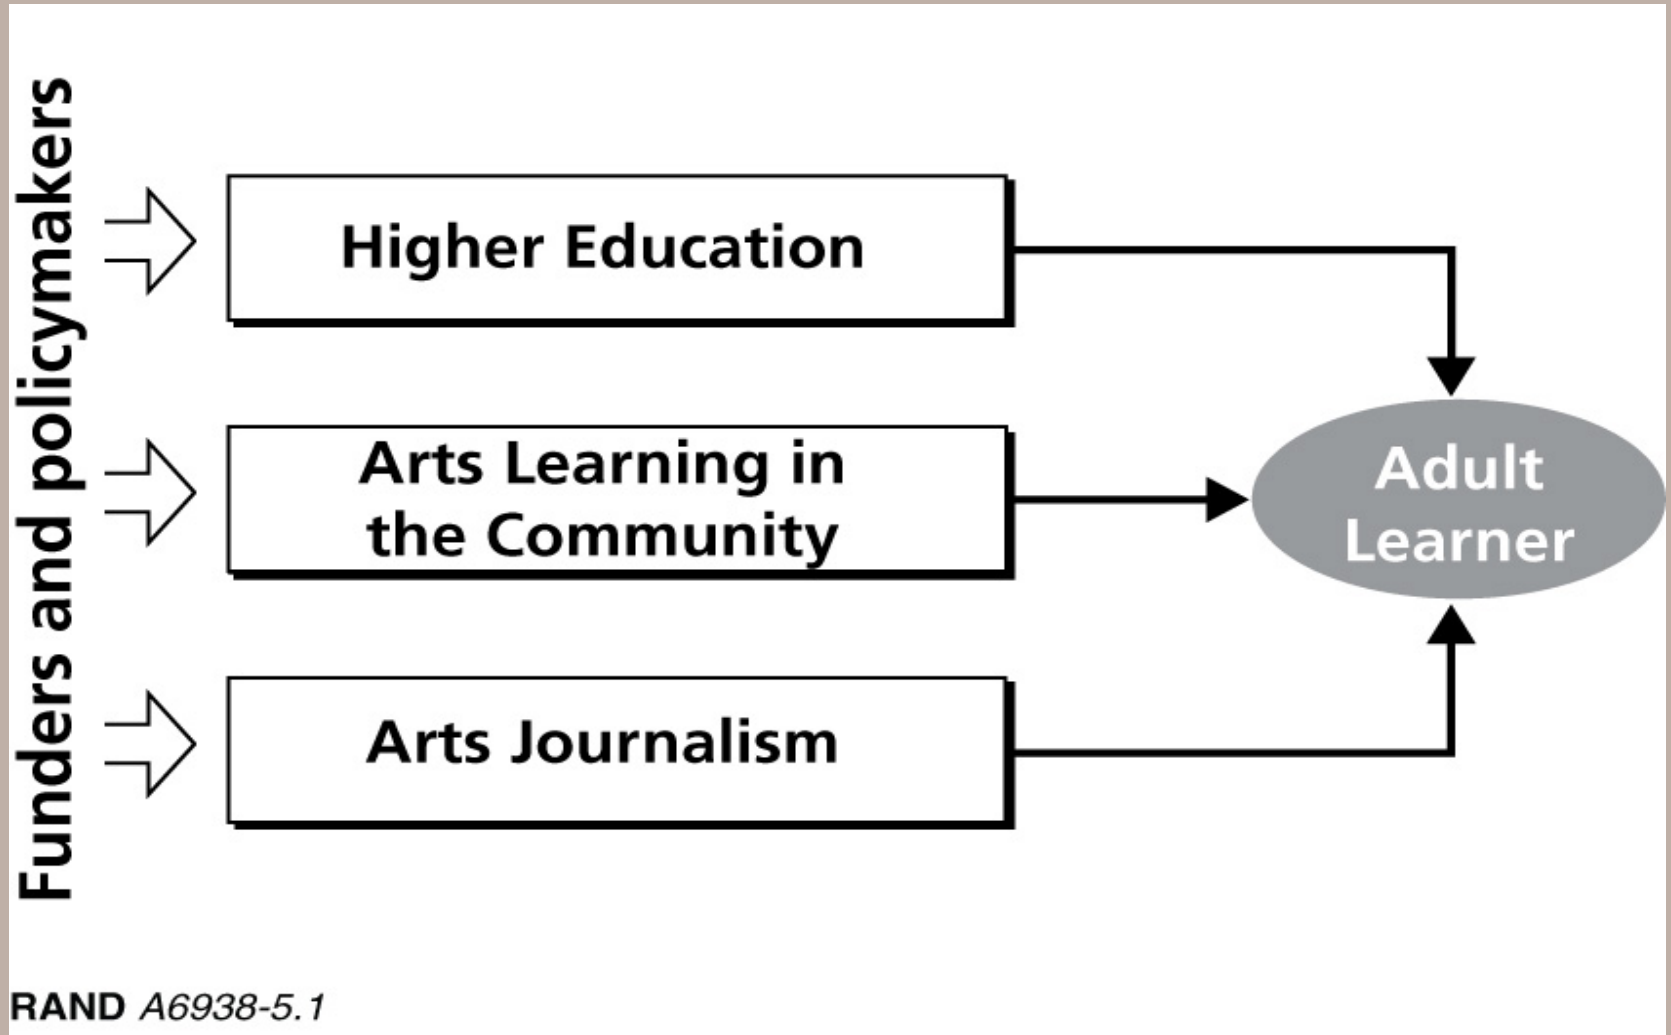 Funders and policymakers
Higher Education
Arts Learning in
the Community
Arts Journalism
Adult
Learner
RAND A6938-5.1